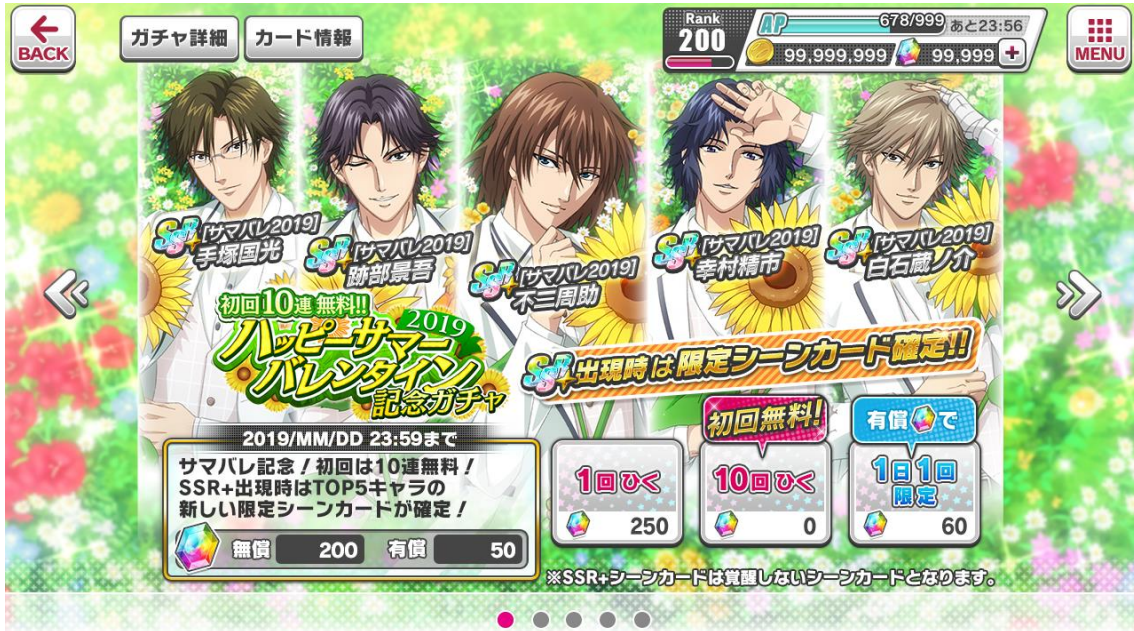 BACK
ガチャ詳細
カード情報
Rank
200
AP
678/999
あと23:56
99,999,999
99,999
+
MENU
SSR+
[サマバレ2019]
手塚国光
SSR+
[サマバレ2019]
跡部景吾
SSR+
[サマバレ2019]
不二周助
SSR+
[サマバレ2019]
幸村精市
SSR+
[サマバレ2019]
白石蔵ノ介
初回10連無料!!
2019
ハッピーサマー
バレンタイン
記念ガチャ
SSR+出現時は限定シーンカード確定!!
2019/MM/DD 23:59まで
サマバレ記念!初回は10連無料!
SSR+出現時はTOP5キャラの
新しい限定シーンカードが確定!
無償 200 有償 50
1回ひく
250
初回無料!
10回ひく
0
有償で
1日1回
限定
60
※SSR+シーンカードは覚醒しないシーンカードとなります。